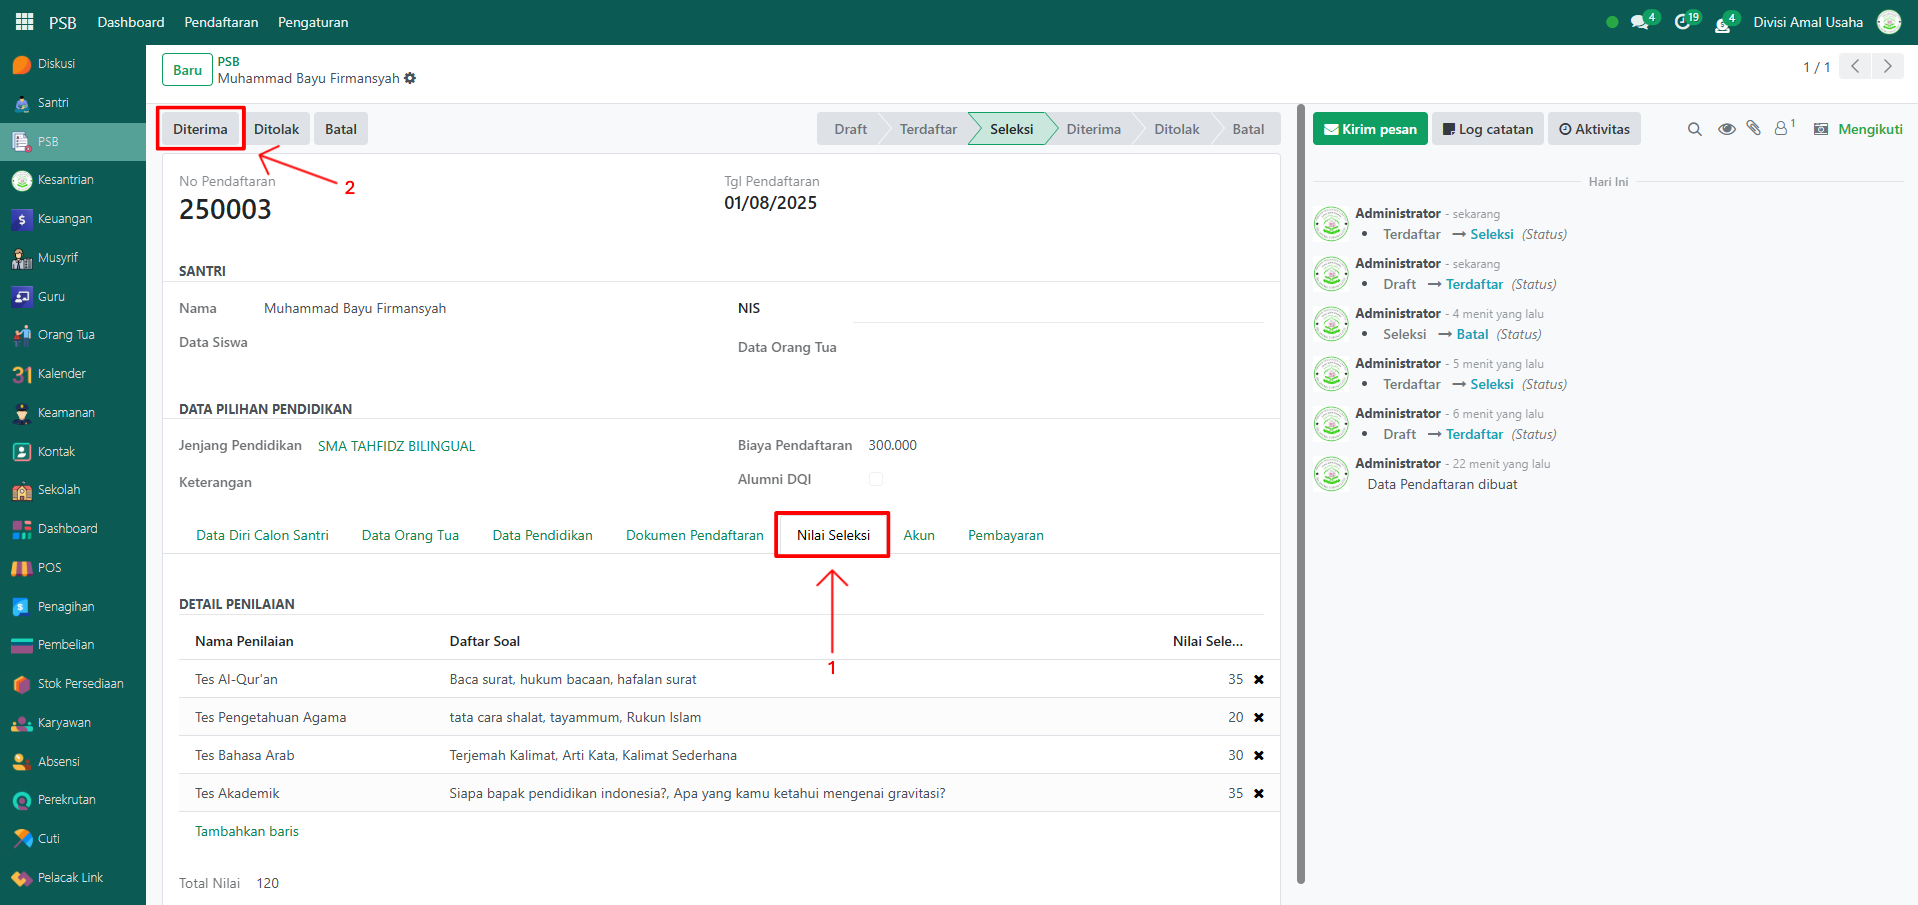 PSB Dashboard Pendaftaran Pengaturan 4 19 4 Divisi Amal Usaha
Diskusi
Santri
PSB
Kesantrian
Keuangan
Musyrif
Guru
Orang Tua
31 Kalender
Keamanan
Kontak
Sekolah
Dashboard
POS
Penagihan
Pembelian
Stok Persediaan
Karyawan
Absensi
Perekrutan
Cuti
Pelacak Link
Baru
PSB
Muhammad Bayu Firmansyah
1 / 1
Diterima Ditolak Batal
Draft Terdaftar Seleksi Diterima Ditolak Batal
2
No Pendaftaran
250003
Tgl Pendaftaran
01/08/2025
SANTRI
Nama Muhammad Bayu Firmansyah
NIS
Data Siswa
Data Orang Tua
DATA PILIHAN PENDIDIKAN
Jenjang Pendidikan SMA TAHFIDZ BILINGUAL
Biaya Pendaftaran 300.000
Keterangan
Alumni DQI
Data Diri Calon Santri Data Orang Tua Data Pendidikan Dokumen Pendaftaran Nilai Seleksi Akun Pembayaran
1
DETAIL PENILAIAN
Nama Penilaian Daftar Soal Nilai Sele...
Tes Al-Qur'an Baca surat, hukum bacaan, hafalan surat 35
Tes Pengetahuan Agama tata cara shalat, tayammum, Rukun Islam 20
Tes Bahasa Arab Terjemah Kalimat, Arti Kata, Kalimat Sederhana 30
Tes Akademik Siapa bapak pendidikan indonesia?, Apa yang kamu ketahui mengenai gravitasi? 35
Tambahkan baris
Total Nilai 120
Kirim pesan Log catatan Aktivitas 1 Mengikuti
Hari Ini
Administrator - sekarang
• Terdaftar → Seleksi (Status)
Administrator - sekarang
• Draft → Terdaftar (Status)
Administrator - 4 menit yang lalu
• Seleksi → Batal (Status)
Administrator - 5 menit yang lalu
• Terdaftar → Seleksi (Status)
Administrator - 6 menit yang lalu
• Draft → Terdaftar (Status)
Administrator - 22 menit yang lalu
Data Pendaftaran dibuat